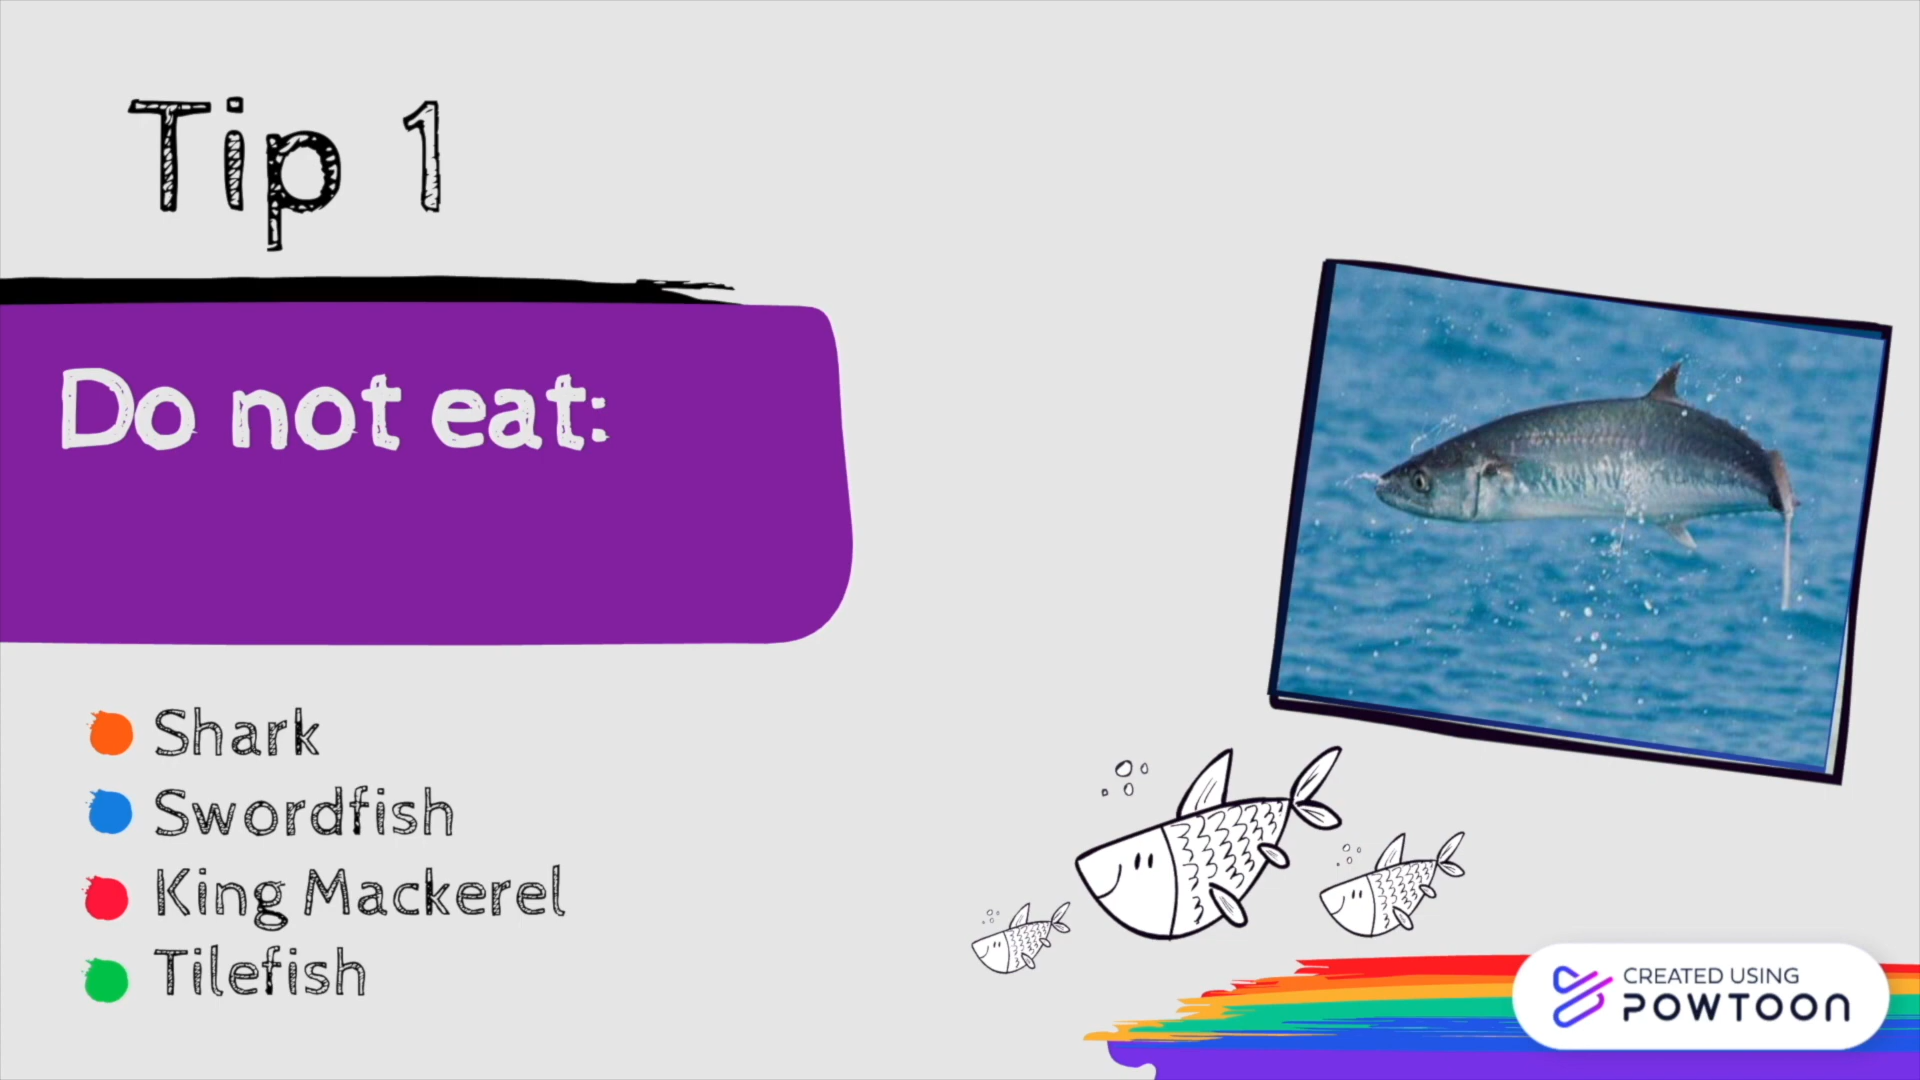 Tip 1
Do not eat:
Shark
Swordfish
King Mackerel
Tilefish
CREATED USING
POWTOON